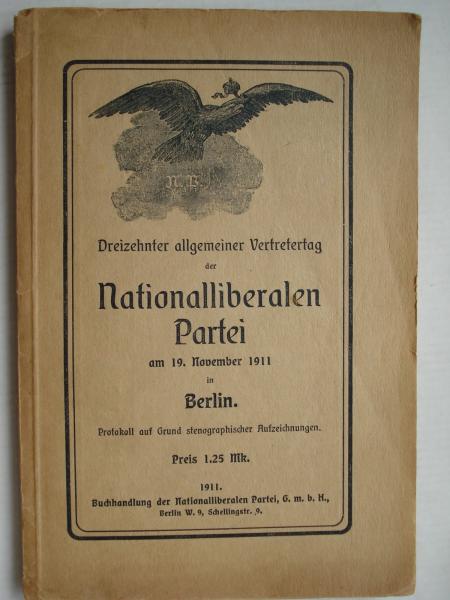 N. L.
Dreizehnter allgemeiner Vertretertag
der
Nationalliberalen
Partei
am 19. November 1911
in
Berlin.
Protokoll auf Grund stenographischer Aufzeichnungen.
Preis 1.25 Mk.
1911.
Buchhandlung der Nationalliberalen Partei, G. m. b. H.,
Berlin W. 9, Schellingstr. 9.